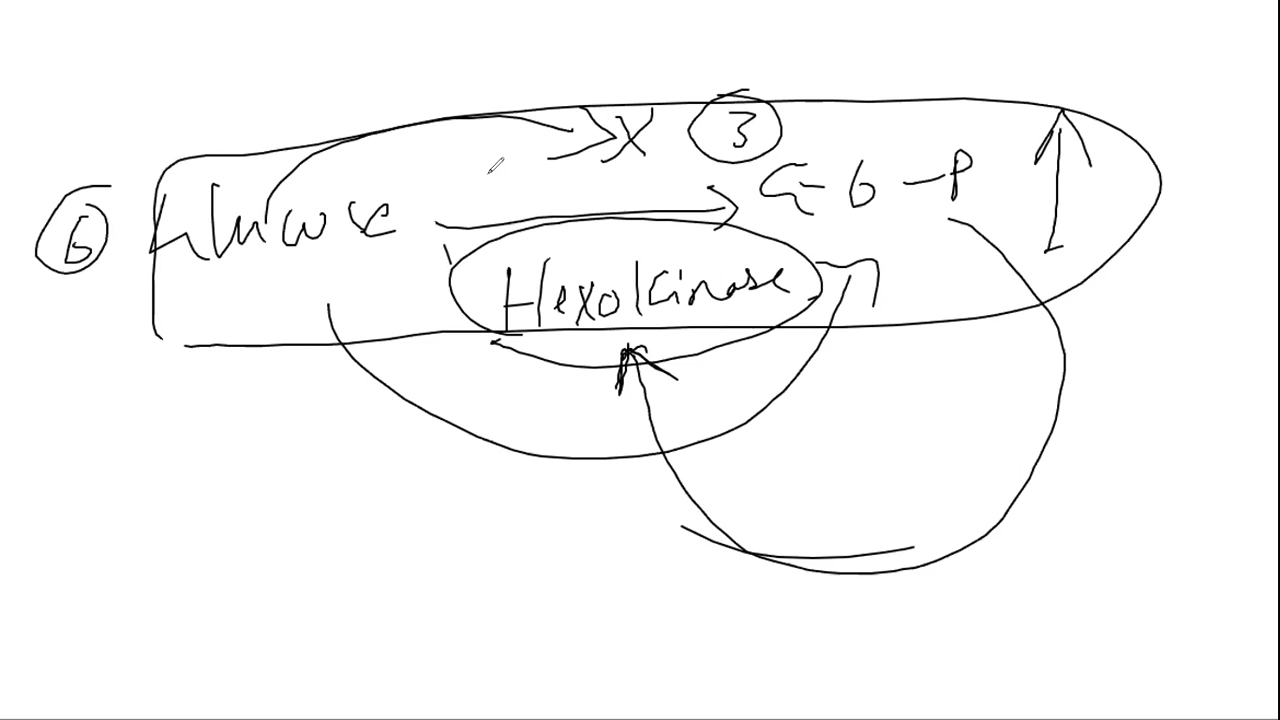 X 3
6 Glucose → G-6-P ↑
Hexokinase